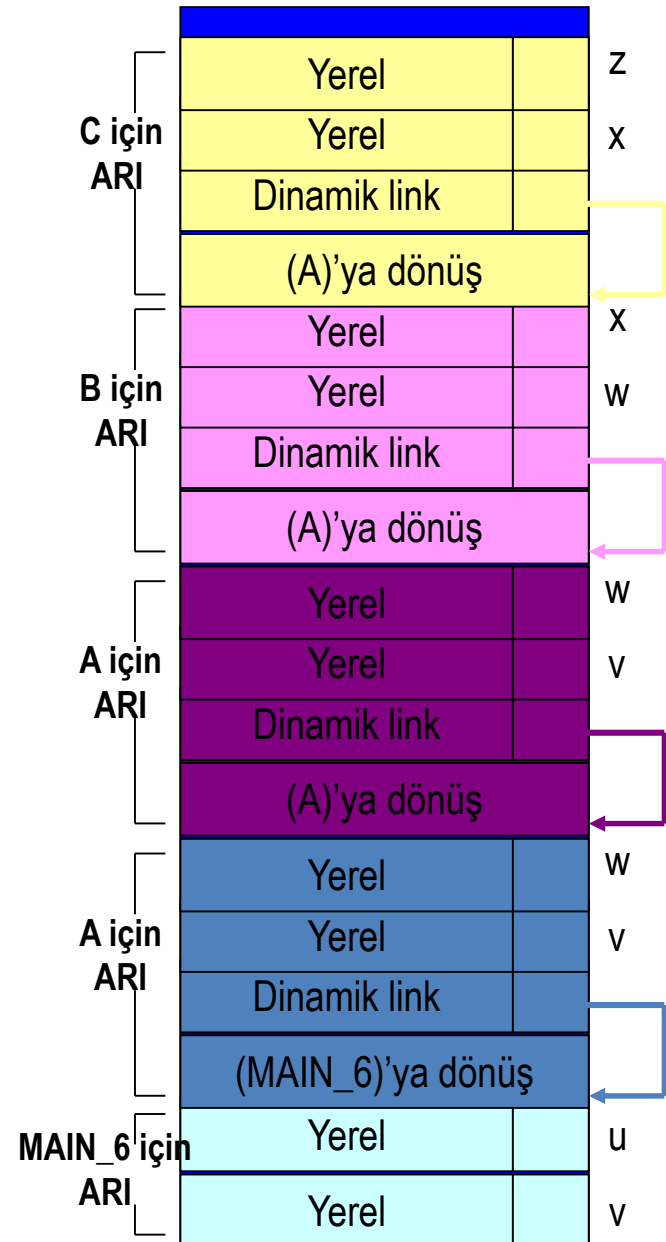 Yerel z
C için
ARI
Yerel x
Dinamik link
(A)’ya dönüş
Yerel x
B için
ARI
Yerel w
Dinamik link
(A)’ya dönüş
Yerel w
A için
ARI
Yerel v
Dinamik link
(A)’ya dönüş
Yerel w
A için
ARI
Yerel v
Dinamik link
(MAIN_6)’ya dönüş
MAIN_6 için
ARI
Yerel u
Yerel v